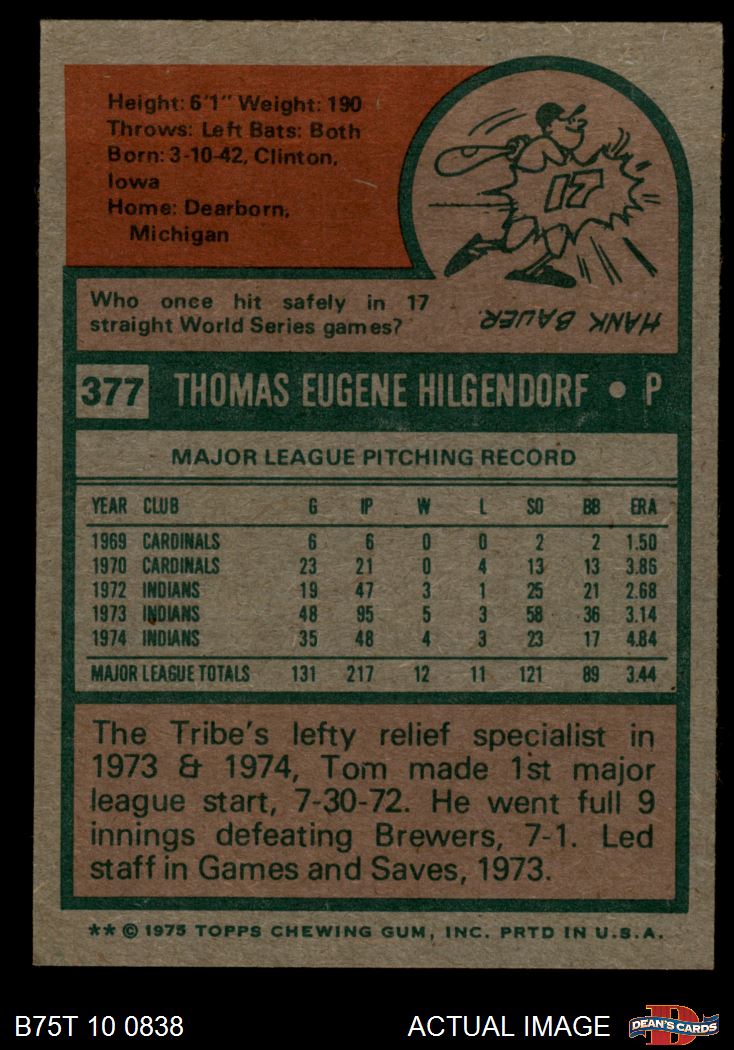 Height: 6'1" Weight: 190
Throws: Left Bats: Both
Born: 3-10-42, Clinton,
Iowa
Home: Dearborn,
Michigan
17
Who once hit safely in 17
straight World Series games?
HANK BAUER.
377 THOMAS EUGENE HILGENDORF • P
MAJOR LEAGUE PITCHING RECORD
YEAR CLUB G IP W L SO BB ERA
1969 CARDINALS 6 6 0 0 2 2 1.50
1970 CARDINALS 23 21 0 4 13 13 3.86
1972 INDIANS 19 47 3 1 25 21 2.68
1973 INDIANS 48 95 5 3 58 36 3.14
1974 INDIANS 35 48 4 3 23 17 4.84
MAJOR LEAGUE TOTALS 131 217 12 11 121 89 3.44
The Tribe's lefty relief specialist in
1973 & 1974, Tom made 1st major
league start, 7-30-72. He went full 9
innings defeating Brewers, 7-1. Led
staff in Games and Saves, 1973.
** © 1975 TOPPS CHEWING GUM, INC. PRTD IN U.S.A.
B75T 10 0838 ACTUAL IMAGE DEAN'S CARDS